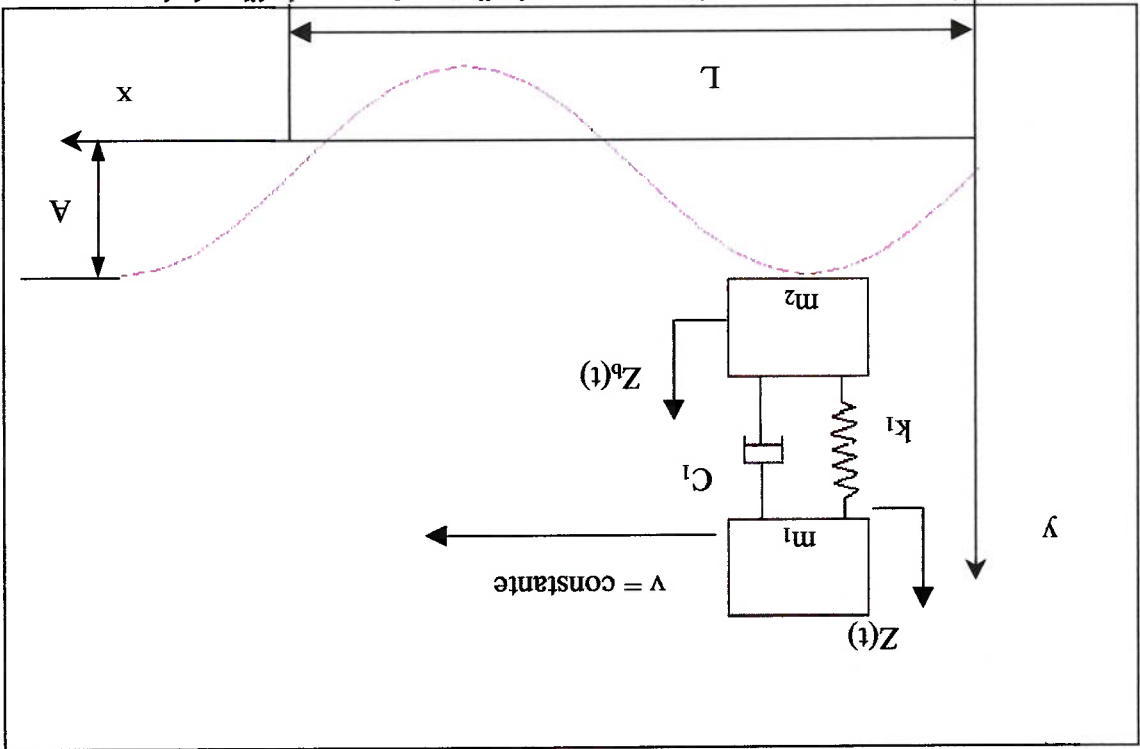 Z(t)
v = constante
m1
y
k1
C1
Zb(t)
m2
A
x
L